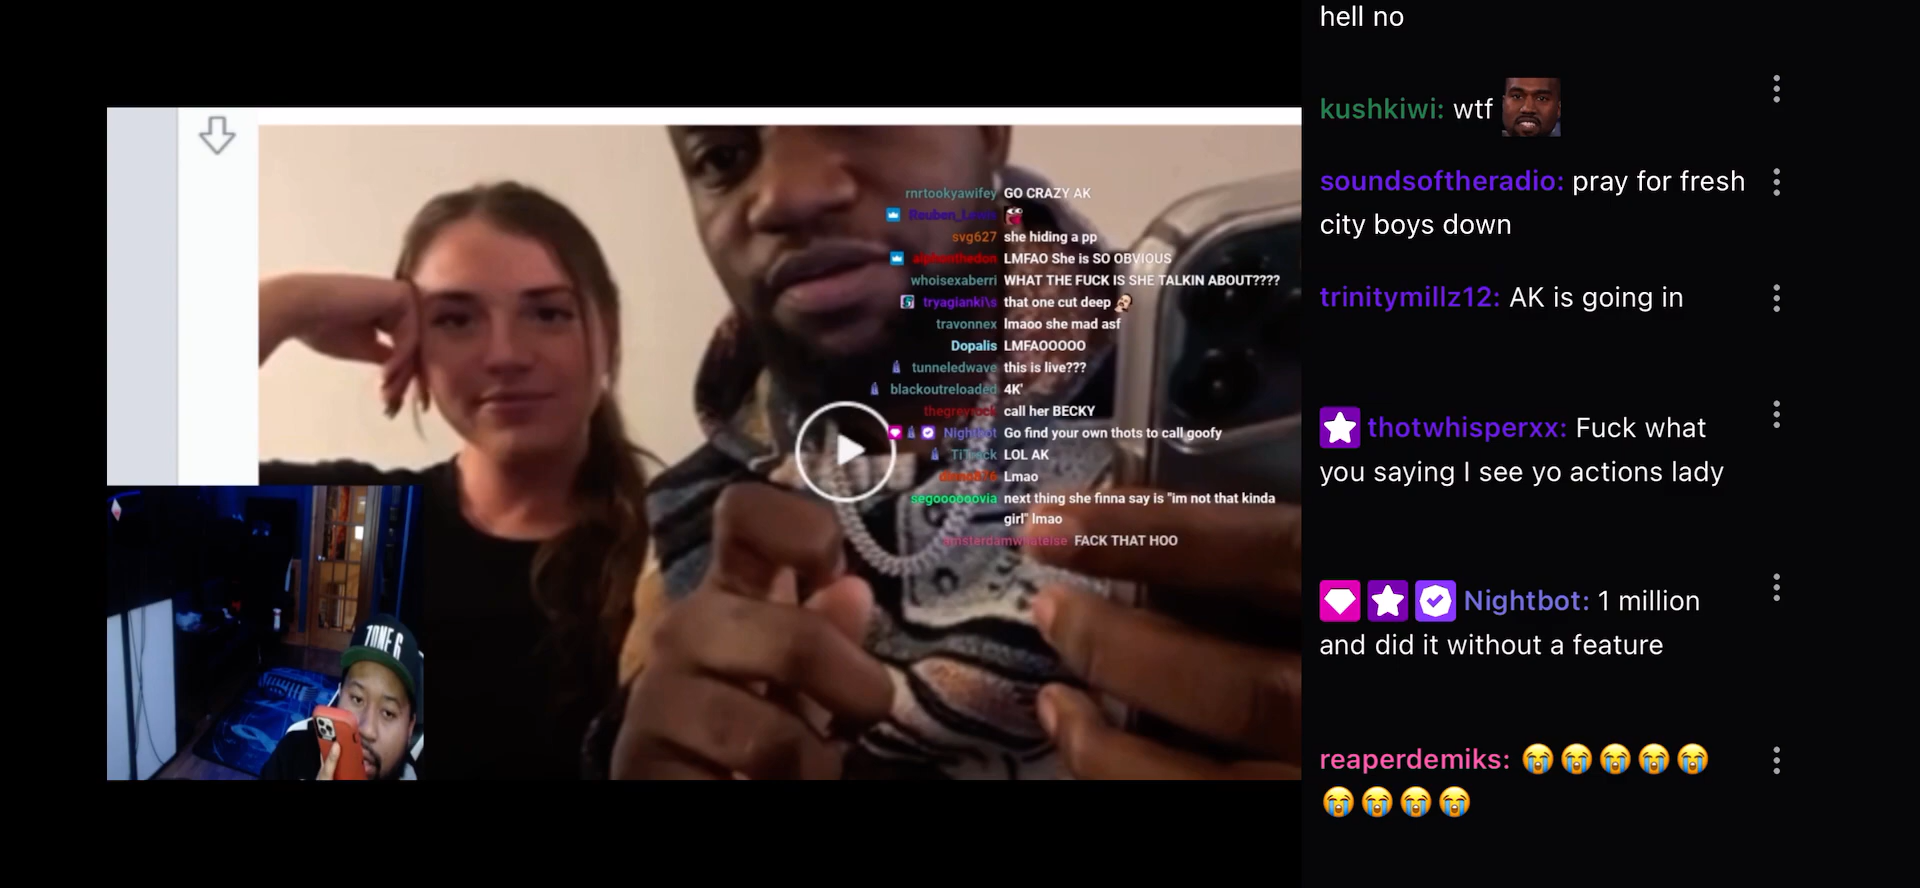 hell no
kushkiwi: wtf
soundsoftheradio: pray for fresh
city boys down
trinitymillz12: AK is going in
thotwhisperxx: Fuck what
you saying I see yo actions lady
Nightbot: 1 million
and did it without a feature
reaperdemiks: 😭😭😭😭😭
😭😭😭😭
rnrtookyawifey GO CRAZY AK
svg627 she hiding a pp
LMFAO She is SO OBVIOUS
whoisexaberri WHAT THE FUCK IS SHE TALKIN ABOUT????
tryagianki\s that one cut deep
travonnex lmaoo she mad asf
Dopalis LMFAOOOOO
tunneledwave this is live???
blackoutreloaded 4K'
call her BECKY
Nightbot Go find your own thots to call goofy
LOL AK
Lmao
segoooooovia next thing she finna say is "im not that kinda
girl" lmao
FACK THAT HOO
ZONE 6